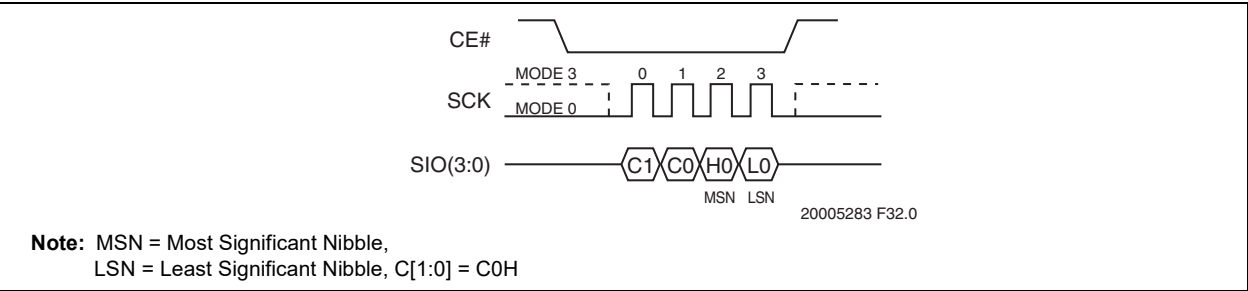 CE#
MODE 3 0 1 2 3
SCK
MODE 0
SIO(3:0) C1 C0 H0 L0
MSN LSN
20005283 F32.0
Note: MSN = Most Significant Nibble,
LSN = Least Significant Nibble, C[1:0] = C0H